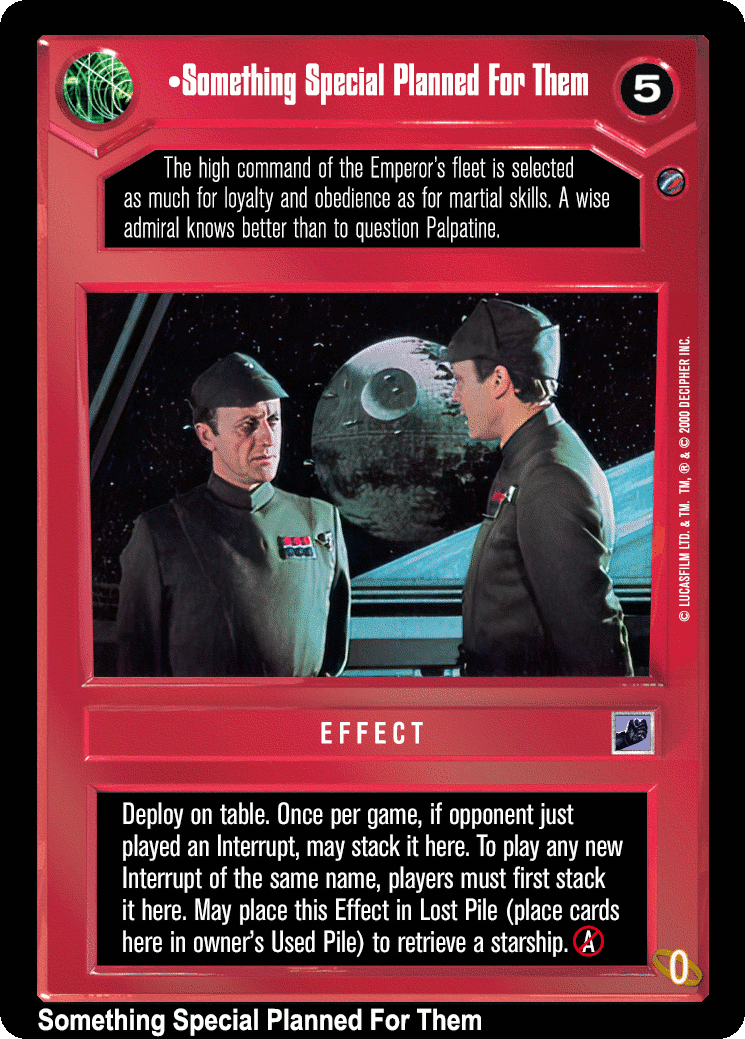 •Something Special Planned For Them
5
The high command of the Emperor's fleet is selected
as much for loyalty and obedience as for martial skills. A wise
admiral knows better than to question Palpatine.
© LUCASFILM LTD. & TM. TM, ® & © 2000 DECIPHER INC.
EFFECT
Deploy on table. Once per game, if opponent just
played an Interrupt, may stack it here. To play any new
Interrupt of the same name, players must first stack
it here. May place this Effect in Lost Pile (place cards
here in owner's Used Pile) to retrieve a starship. A
0
Something Special Planned For Them